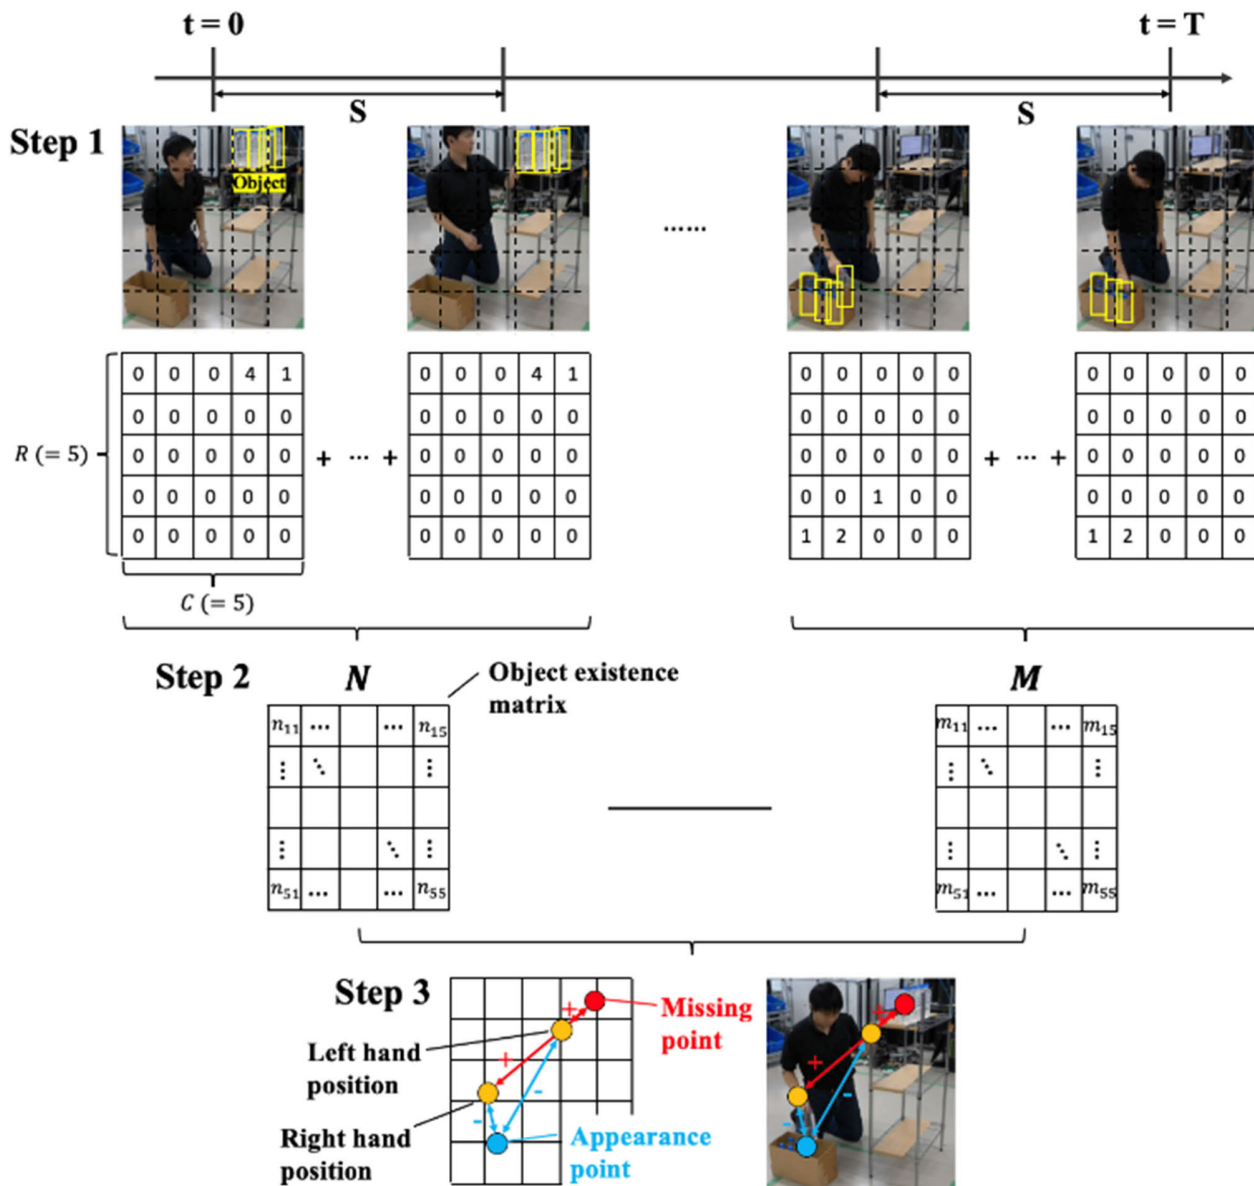 t = 0
t = T
S
S
Step 1
Object
......
0 0 0 4 1
0 0 0 0 0
0 0 0 0 0
0 0 0 0 0
0 0 0 0 0
R (= 5)
C (= 5)
+ ... +
0 0 0 4 1
0 0 0 0 0
0 0 0 0 0
0 0 0 0 0
0 0 0 0 0
0 0 0 0 0
0 0 0 0 0
0 0 0 0 0
0 0 1 0 0
1 2 0 0 0
+ ... +
0 0 0 0 0
0 0 0 0 0
0 0 0 0 0
0 0 0 0 0
1 2 0 0 0
Step 2
N
Object existence
matrix
M
n₁₁ ... ... n₁₅
⋮ ⋱ ⋮
⋮ ⋱ ⋮
n₅₁ ... ... n₅₅
m₁₁ ... ... m₁₅
⋮ ⋱ ⋮
⋮ ⋱ ⋮
m₅₁ ... ... m₅₅
Step 3
+
Missing
point
Left hand
position
+
-
-
Right hand
position
Appearance
point
+
+
-
-